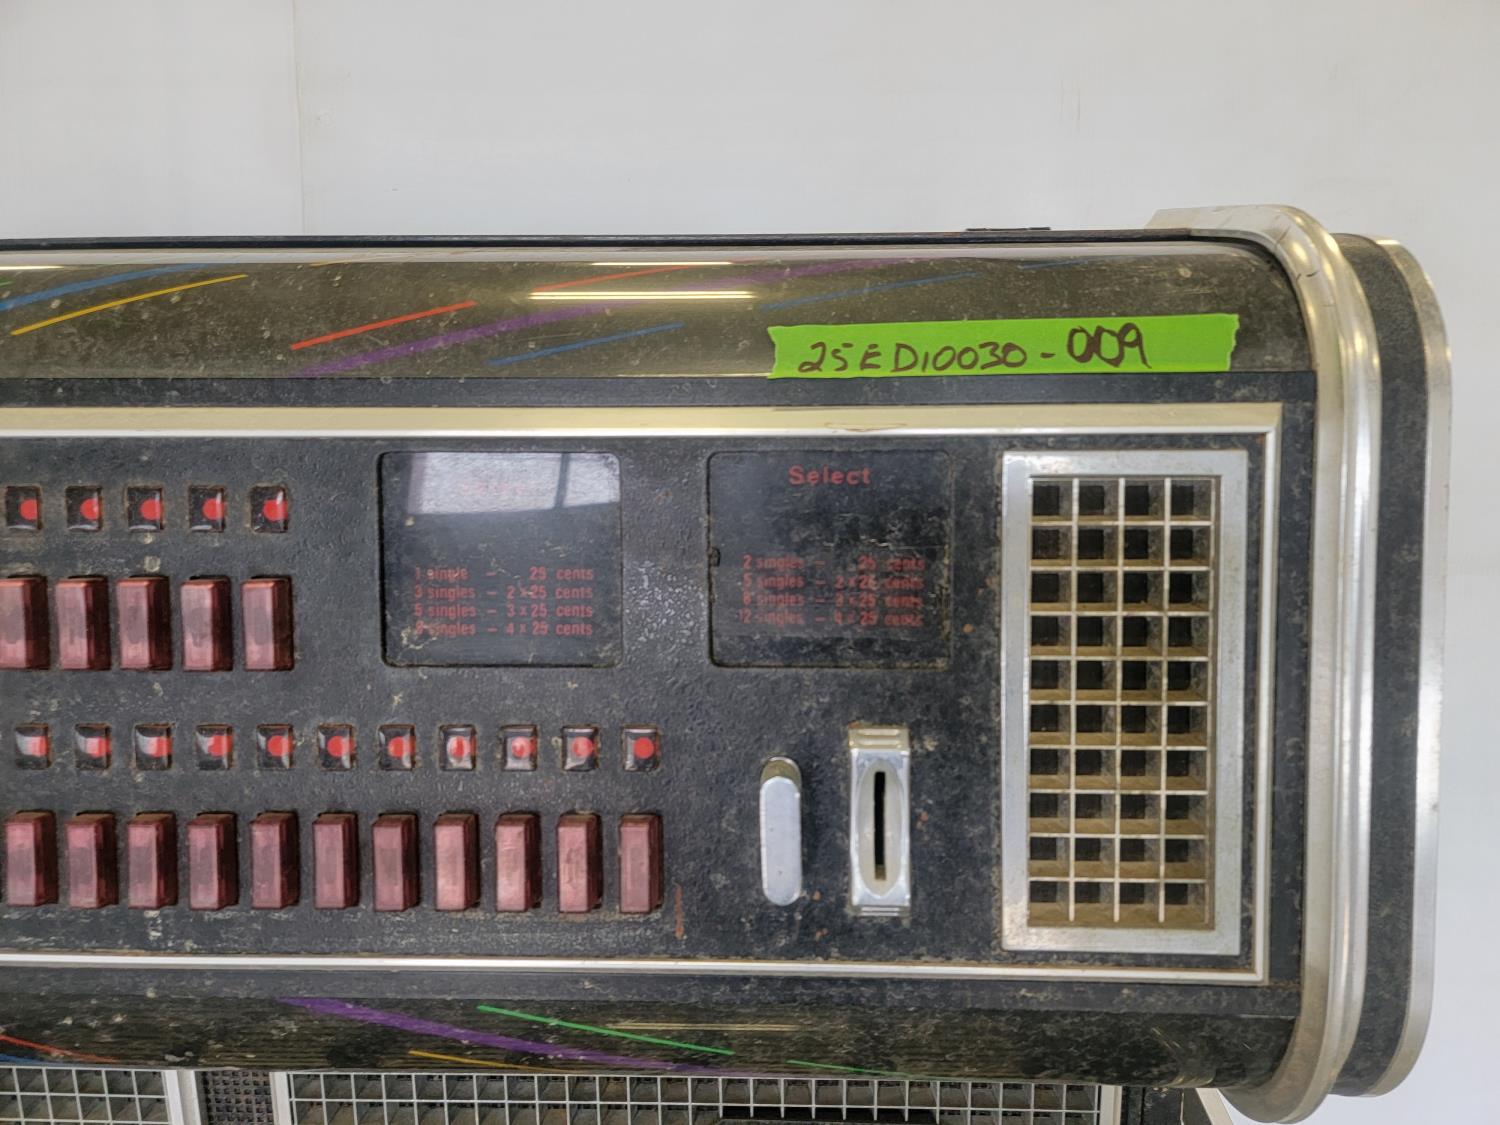 25ED10030-009
Select
1 single – 25 cents
3 singles – 2 x 25 cents
5 singles – 3 x 25 cents
8 singles – 4 x 25 cents
2 singles – 25 cents
5 singles – 2 x 25 cents
8 singles – 3 x 25 cents
12 singles – 4 x 25 cents